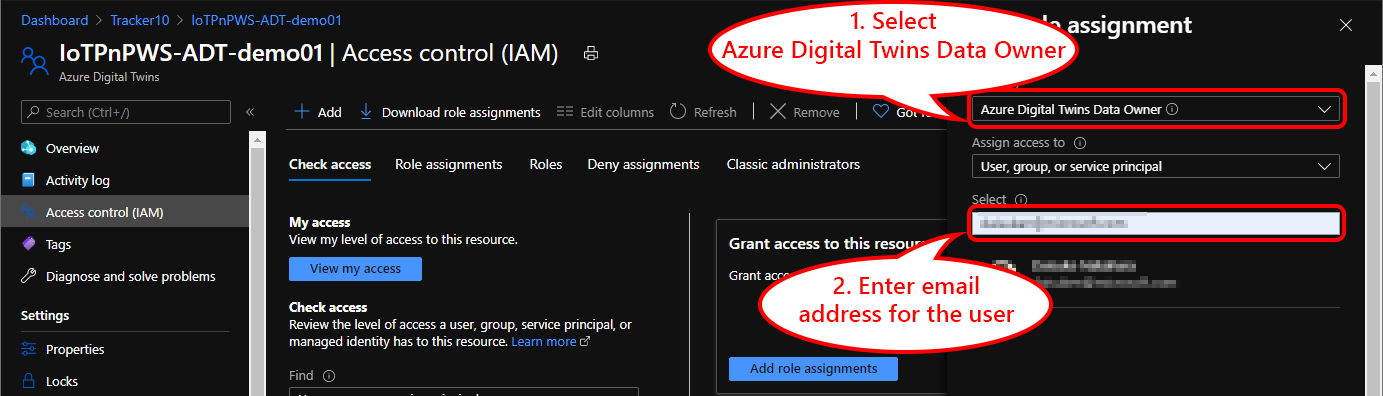 Dashboard > Tracker10 > IoTPnPWS-ADT-demo01
IoTPnPWS-ADT-demo01 | Access control (IAM)
Azure Digital Twins
Search (Ctrl+/)
«
Overview
Activity log
Access control (IAM)
Tags
Diagnose and solve problems
Settings
Properties
Locks
Add
Download role assignments
Edit columns
Refresh
Remove
Got
Check access
Role assignments
Roles
Deny assignments
Classic administrators
My access
View my level of access to this resource.
View my access
Check access
Review the level of access a user, group, service principal, or
managed identity has to this resource. Learn more
Find
Grant access to this resou
Grant acce
Add role assignments
1. Select
Azure Digital Twins Data Owner
2. Enter email
address for the user
le assignment
Azure Digital Twins Data Owner
Assign access to
User, group, or service principal
Select